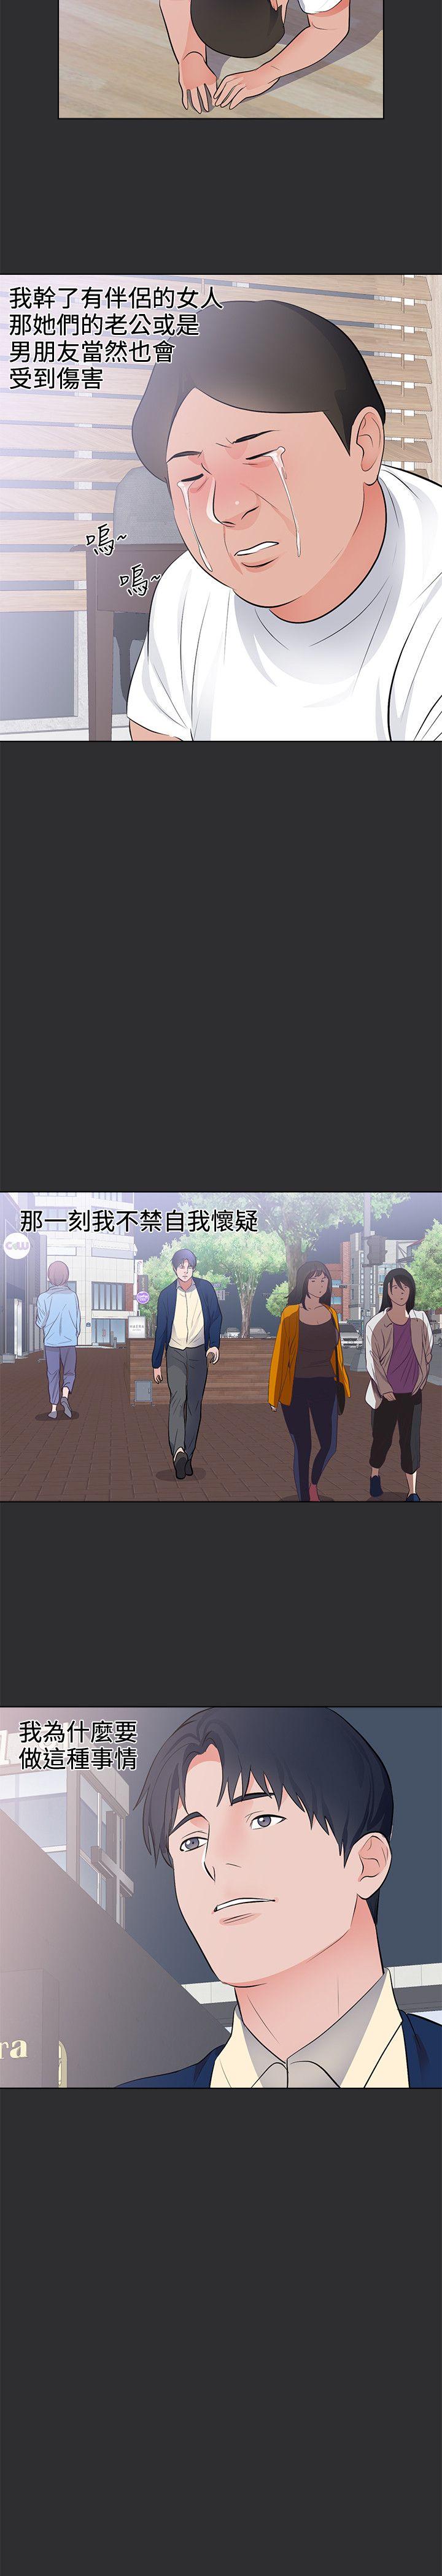 我幹了有伴侶的女人
那她們的老公或是
男朋友當然也會
受到傷害
嗚~
嗚~
那一刻我不禁自我懷疑
我為什麼要
做這種事情